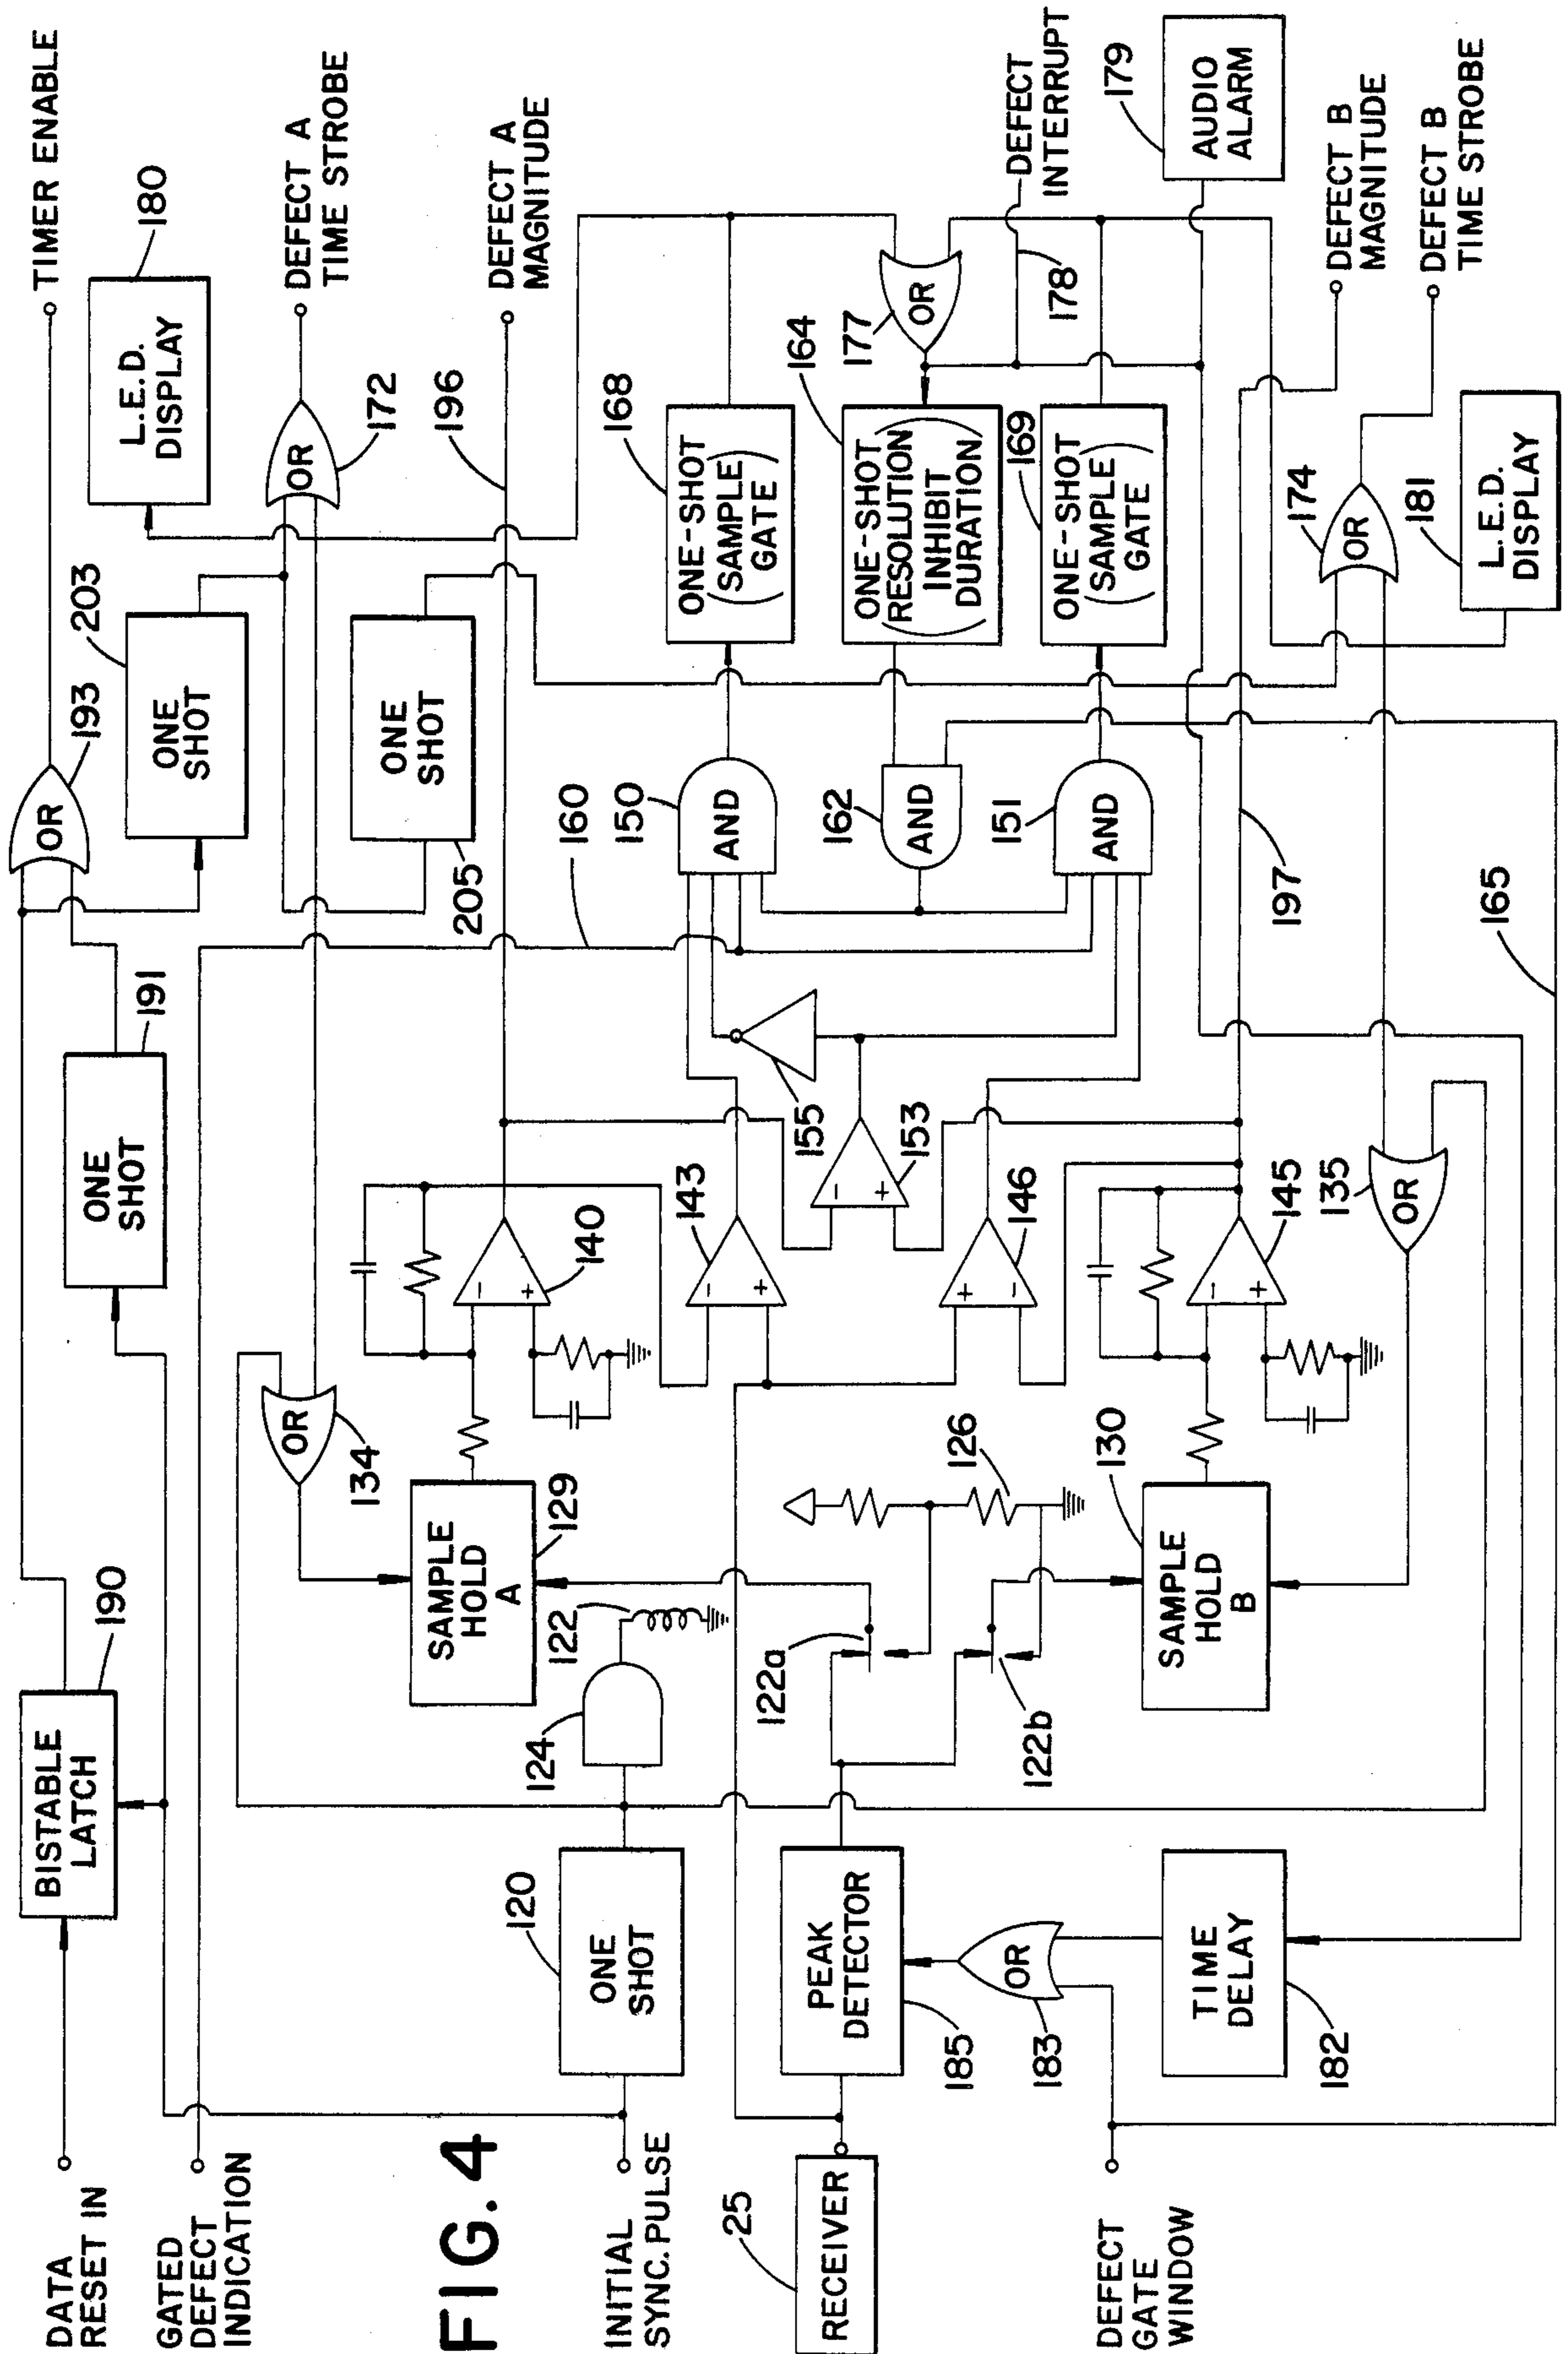 FIG. 4
DATA
RESET IN
GATED
DEFECT
INDICATION
INITIAL
SYNC. PULSE
25
RECEIVER
DEFECT
GATE
WINDOW
BISTABLE
LATCH
190
120
ONE
SHOT
PEAK
DETECTOR
185
OR
183
TIME
DELAY
182
124
122
122a
122b
126
OR
134
SAMPLE
HOLD
A
129
130
SAMPLE
HOLD
B
ONE
SHOT
191
-
+
140
-
+
143
-
+
153
155
+
-
146
-
+
145
135
OR
OR
193
ONE
SHOT
203
ONE
SHOT
205
160
150
AND
162
AND
151
AND
197
165
TIMER ENABLE
L.E.D.
DISPLAY
180
OR
172
DEFECT A
TIME STROBE
196
DEFECT A
MAGNITUDE
168
ONE-SHOT
(SAMPLE
GATE)
164
ONE-SHOT
(RESOLUTION
INHIBIT
DURATION)
169
ONE-SHOT
(SAMPLE
GATE)
177
OR
178
DEFECT
INTERRUPT
179
AUDIO
ALARM
174
OR
181
L.E.D.
DISPLAY
DEFECT B
MAGNITUDE
DEFECT B
TIME STROBE